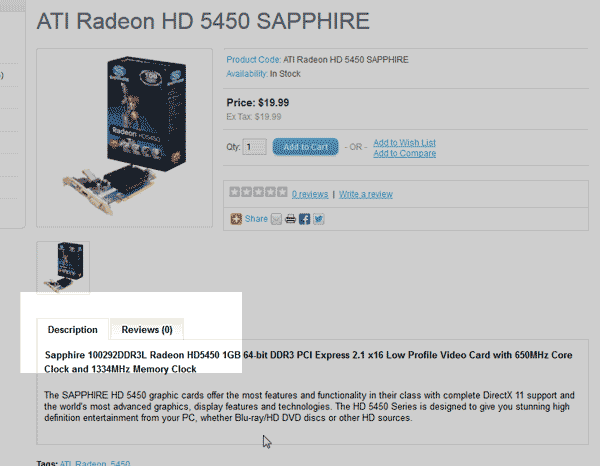 ATI Radeon HD 5450 SAPPHIRE
Product Code: ATI Radeon HD 5450 SAPPHIRE
Availability: In Stock
Price: $19.99
Ex Tax: $19.99
Qty: 1 Add to Cart - OR - Add to Wish List
Add to Compare
0 reviews | Write a review
Share
Radeon HD5450
Description Reviews (0)
Sapphire 100292DDR3L Radeon HD5450 1GB 64-bit DDR3 PCI Express 2.1 x16 Low Profile Video Card with 650MHz Core
Clock and 1334MHz Memory Clock
The SAPPHIRE HD 5450 graphic cards offer the most features and functionality in their class with complete DirectX 11 support and
the world's most advanced graphics, display features and technologies. The HD 5450 Series is designed to give you stunning high
definition entertainment from your PC, whether Blu-ray/HD DVD discs or other HD sources.
Tags: ATI, Radeon, 5450